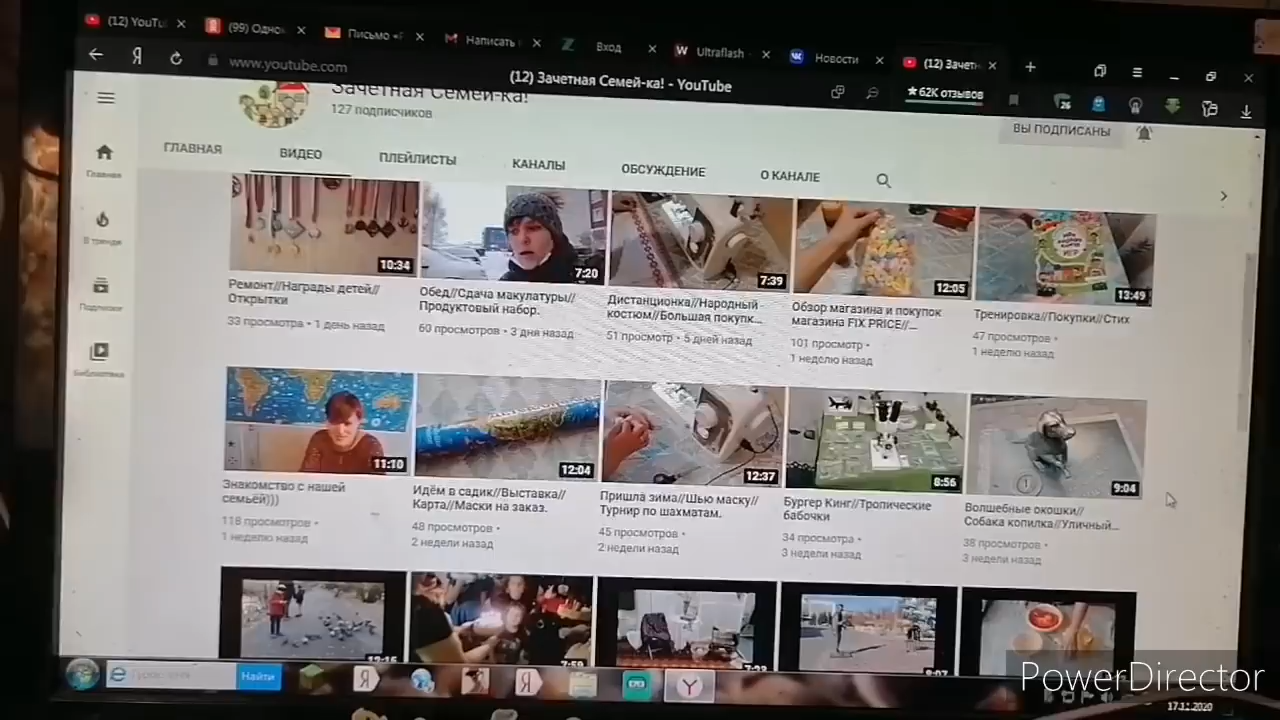 (12) YouTu
(99) Одно
Письмо «F
Написать
Вход
Ultraflash
Новости
(12) Зачетн
www.youtube.com
(12) Зачетная Семей-ка! - YouTube
★62K отзывов
Зачетная Семей-ка!
127 подписчиков
ВЫ ПОДПИСАНЫ
ГЛАВНАЯ
ВИДЕО
ПЛЕЙЛИСТЫ
КАНАЛЫ
ОБСУЖДЕНИЕ
О КАНАЛЕ
Главная
В тренде
Подписки
Библиотека
10:34
7:20
7:39
12:05
13:49
Ремонт//Награды детей//
Открытки
33 просмотра • 1 день назад
Обед//Сдача макулатуры//
Продуктовый набор.
60 просмотров • 3 дня назад
Дистанционка//Народный
костюм//Большая покупк...
51 просмотр • 5 дней назад
Обзор магазина и покупок
магазина FIX PRICE//...
101 просмотр •
1 неделю назад
Тренировка//Покупки//Стих
47 просмотров •
1 неделю назад
11:10
12:04
12:37
8:56
9:04
Знакомство с нашей
семьёй)))
118 просмотров •
1 неделю назад
Идём в садик//Выставка//
Карта//Маски на заказ.
48 просмотров •
2 недели назад
Пришла зима//Шью маску//
Турнир по шахматам.
45 просмотров •
2 недели назад
Бургер Кинг//Тропические
бабочки
34 просмотра •
3 недели назад
Волшебные окошки//
Собака копилка//Уличный...
38 просмотров •
3 недели назад
Найти
PowerDirector
17.11.2020